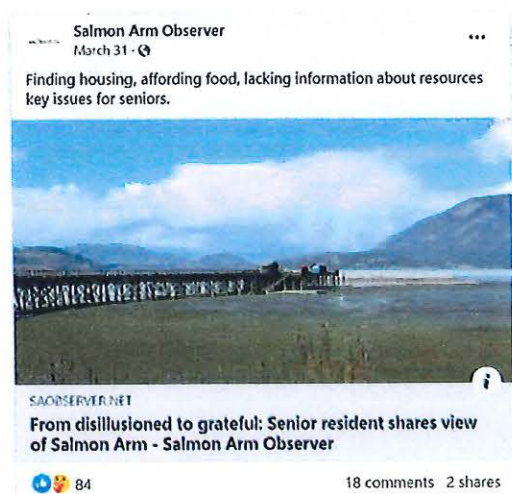 Salmon Arm Observer
March 31 ·
Finding housing, affording food, lacking information about resources
key issues for seniors.
SAOBSERVER.NET
From disillusioned to grateful: Senior resident shares view
of Salmon Arm - Salmon Arm Observer
84 18 comments 2 shares